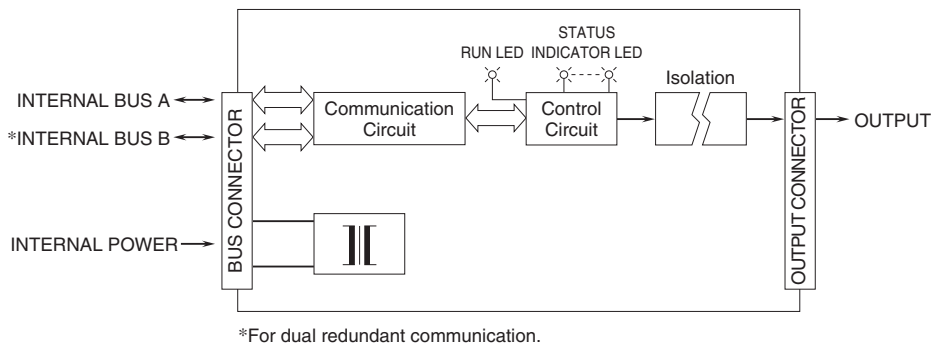 STATUS
RUN LED INDICATOR LED
Isolation
INTERNAL BUS A
*INTERNAL BUS B
INTERNAL POWER
BUS CONNECTOR
Communication
Circuit
Control
Circuit
OUTPUT CONNECTOR
OUTPUT
*For dual redundant communication.